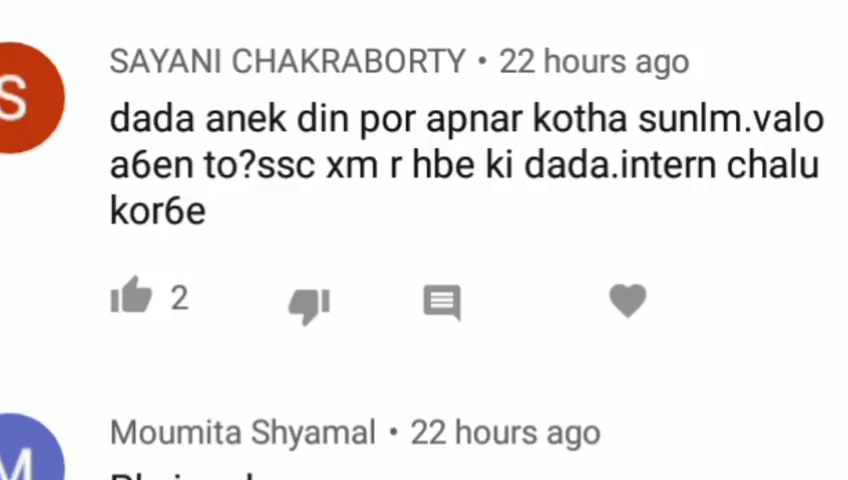 S
SAYANI CHAKRABORTY • 22 hours ago
dada anek din por apnar kotha sunlm.valo
a6en to?ssc xm r hbe ki dada.intern chalu
kor6e
2
M
Moumita Shyamal • 22 hours ago